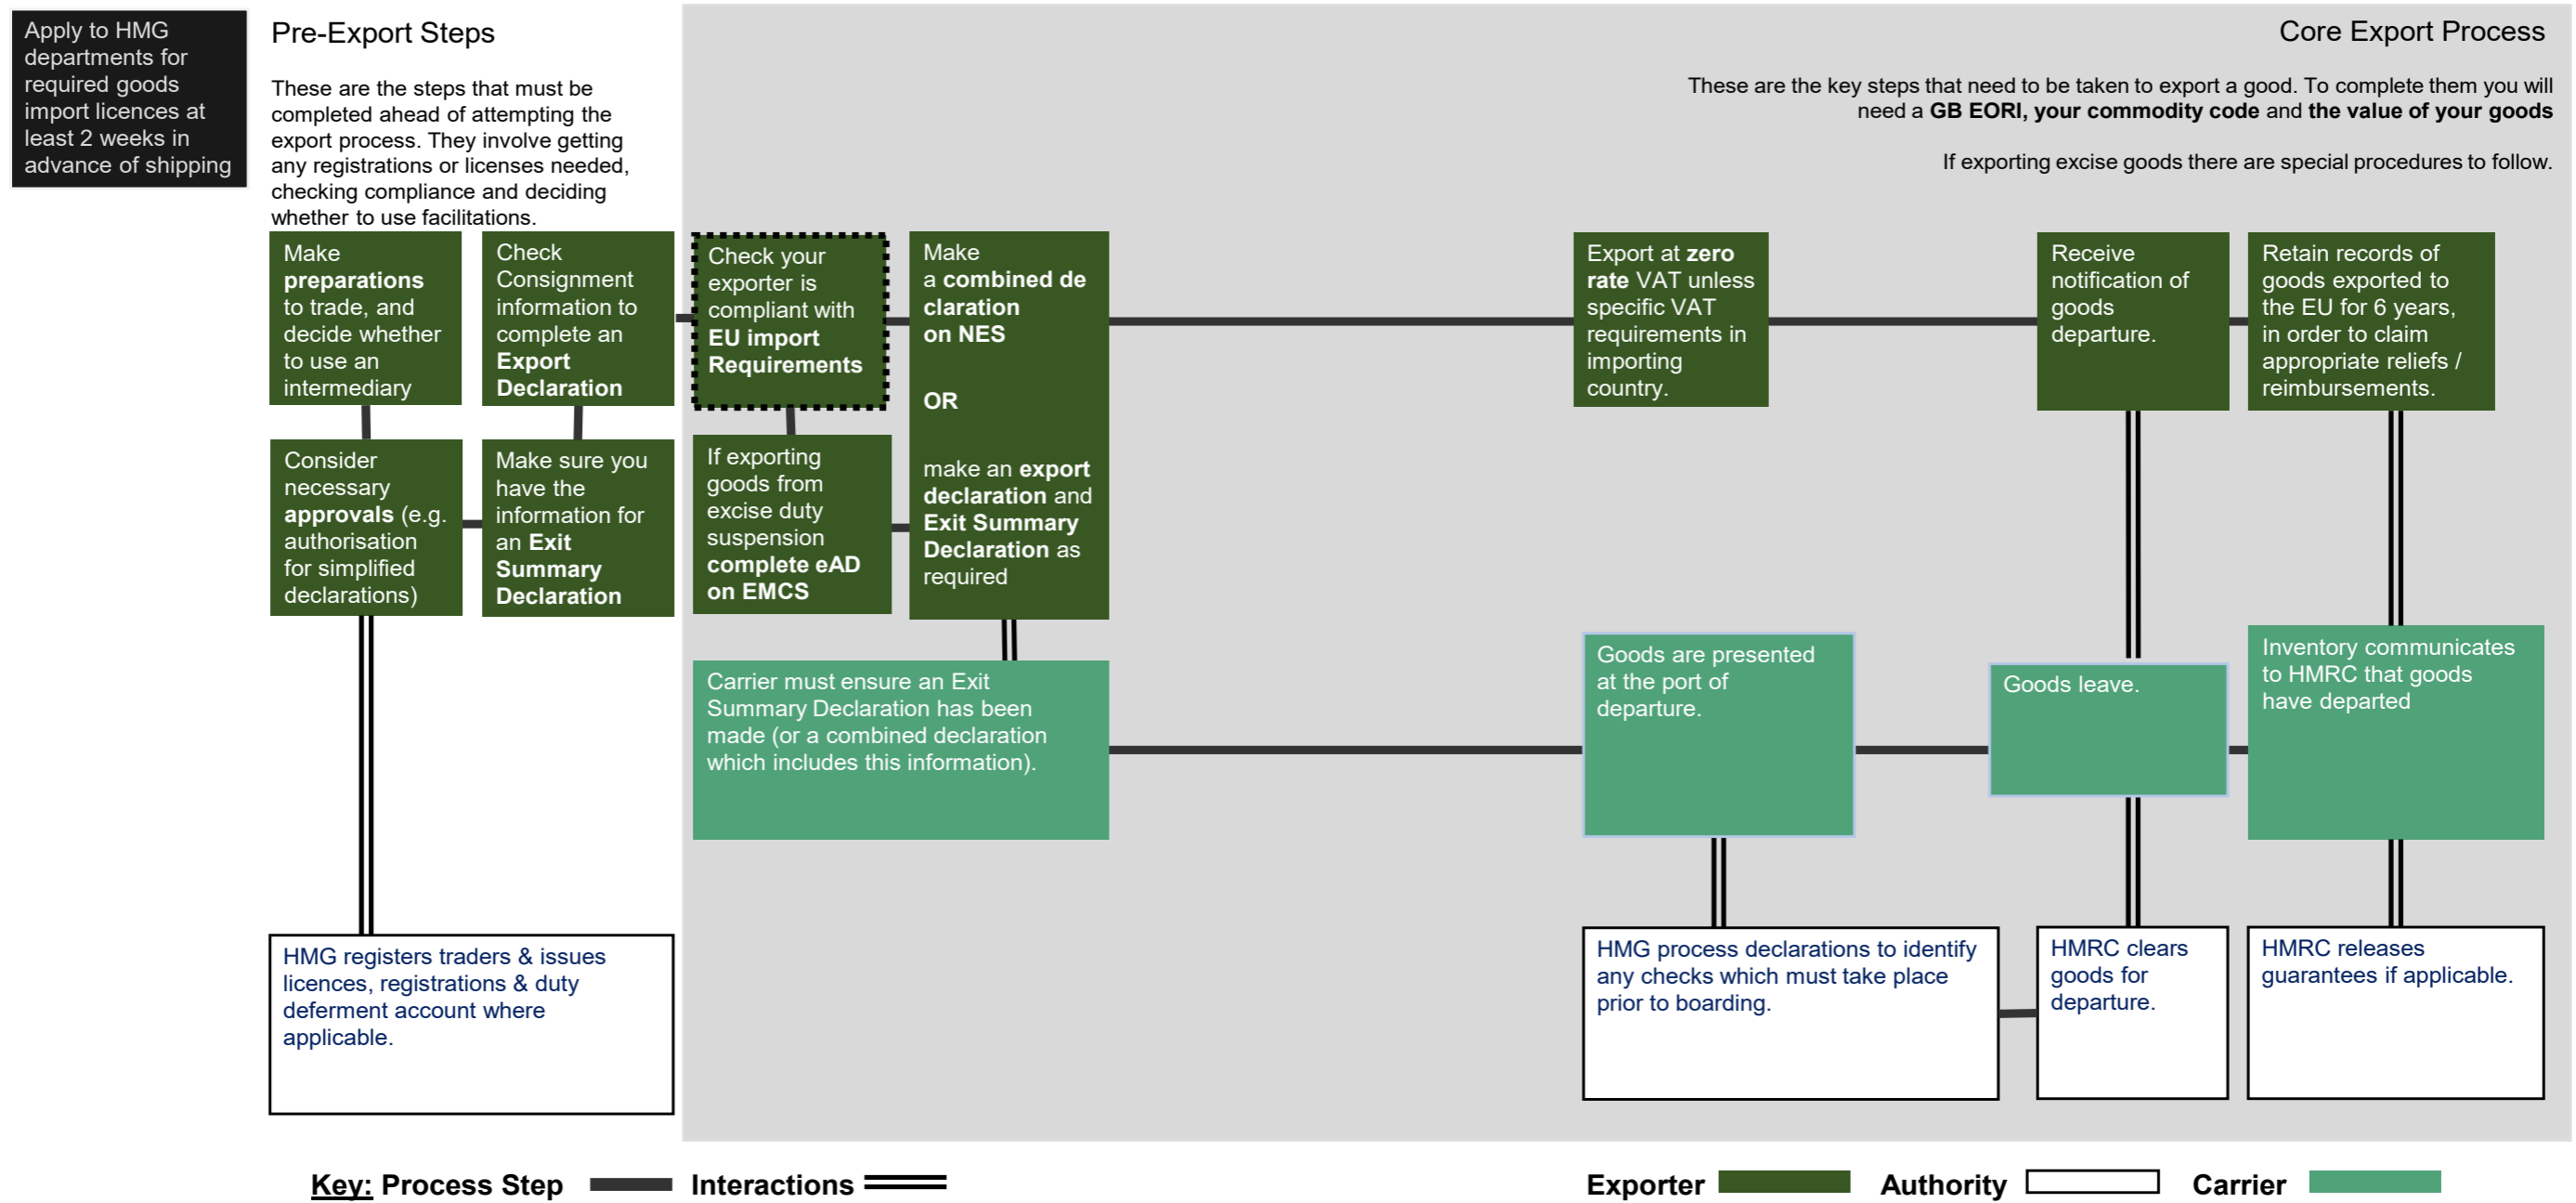 Apply to HMG
departments for
required goods
import licences at
least 2 weeks in
advance of shipping
Pre-Export Steps
These are the steps that must be
completed ahead of attempting the
export process. They involve getting
any registrations or licenses needed,
checking compliance and deciding
whether to use facilitations.
Core Export Process
These are the key steps that need to be taken to export a good. To complete them you will
need a GB EORI, your commodity code and the value of your goods
If exporting excise goods there are special procedures to follow.
Make
preparations
to trade, and
decide whether
to use an
intermediary
Check
Consignment
information to
complete an
Export
Declaration
Check your
exporter is
compliant with
EU import
Requirements
Make
a combined de
claration
on NES
OR
make an export
declaration and
Exit Summary
Declaration as
required
Export at zero
rate VAT unless
specific VAT
requirements in
importing
country.
Receive
notification of
goods
departure.
Retain records of
goods exported to
the EU for 6 years,
in order to claim
appropriate reliefs /
reimbursements.
Consider
necessary
approvals (e.g.
authorisation
for simplified
declarations)
Make sure you
have the
information for
an Exit
Summary
Declaration
If exporting
goods from
excise duty
suspension
complete eAD
on EMCS
Carrier must ensure an Exit
Summary Declaration has been
made (or a combined declaration
which includes this information).
Goods are presented
at the port of
departure.
Goods leave.
Inventory communicates
to HMRC that goods
have departed
HMG registers traders & issues
licences, registrations & duty
deferment account where
applicable.
HMG process declarations to identify
any checks which must take place
prior to boarding.
HMRC clears
goods for
departure.
HMRC releases
guarantees if applicable.
Key: Process Step
Interactions
Exporter
Authority
Carrier